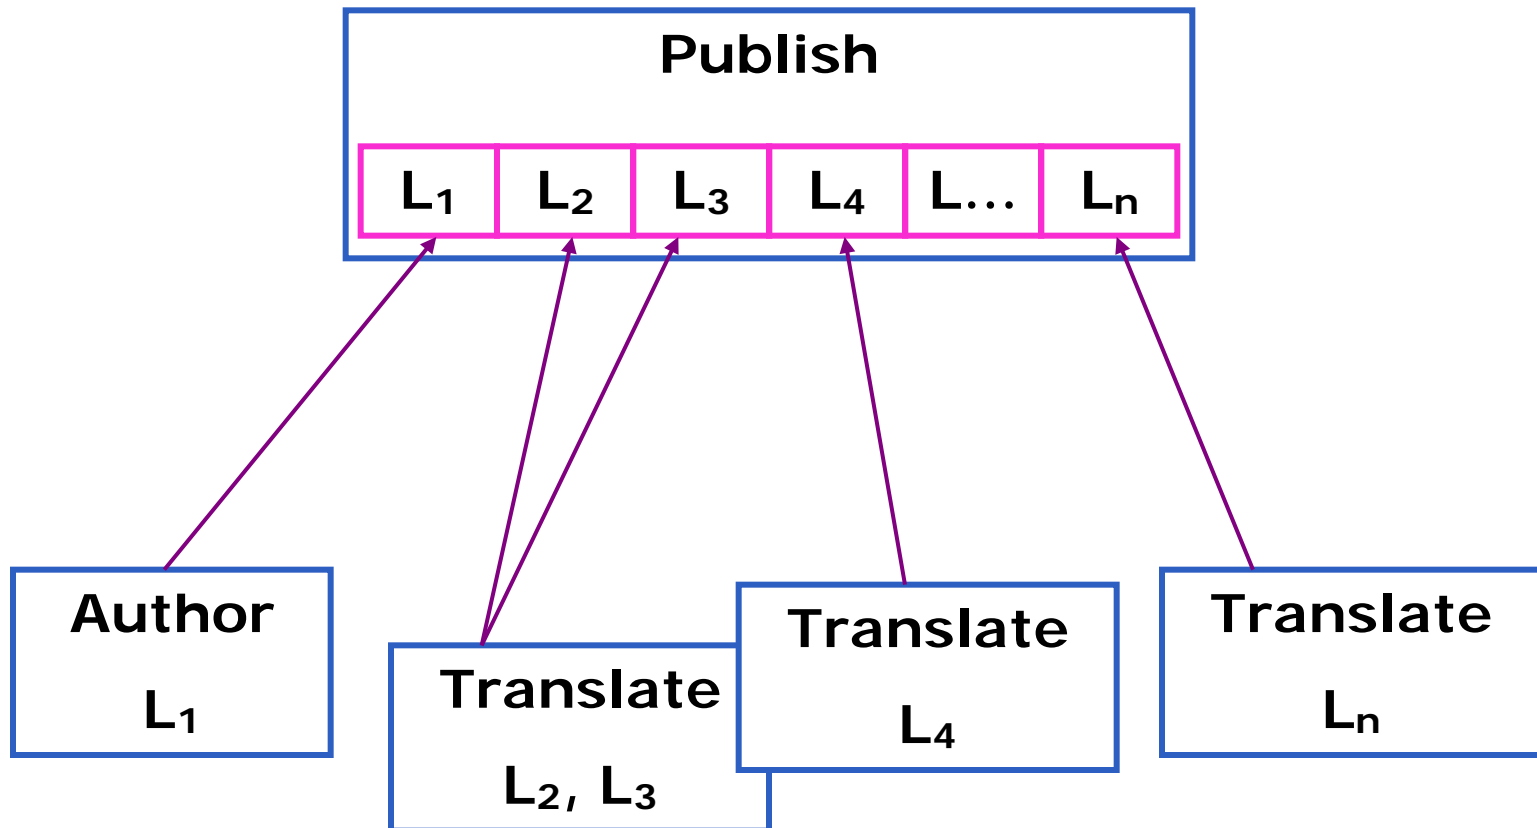 Publish
L₁ L₂ L₃ L₄ L... Lₙ
Author
L₁
Translate
L₂, L₃
Translate
L₄
Translate
Lₙ